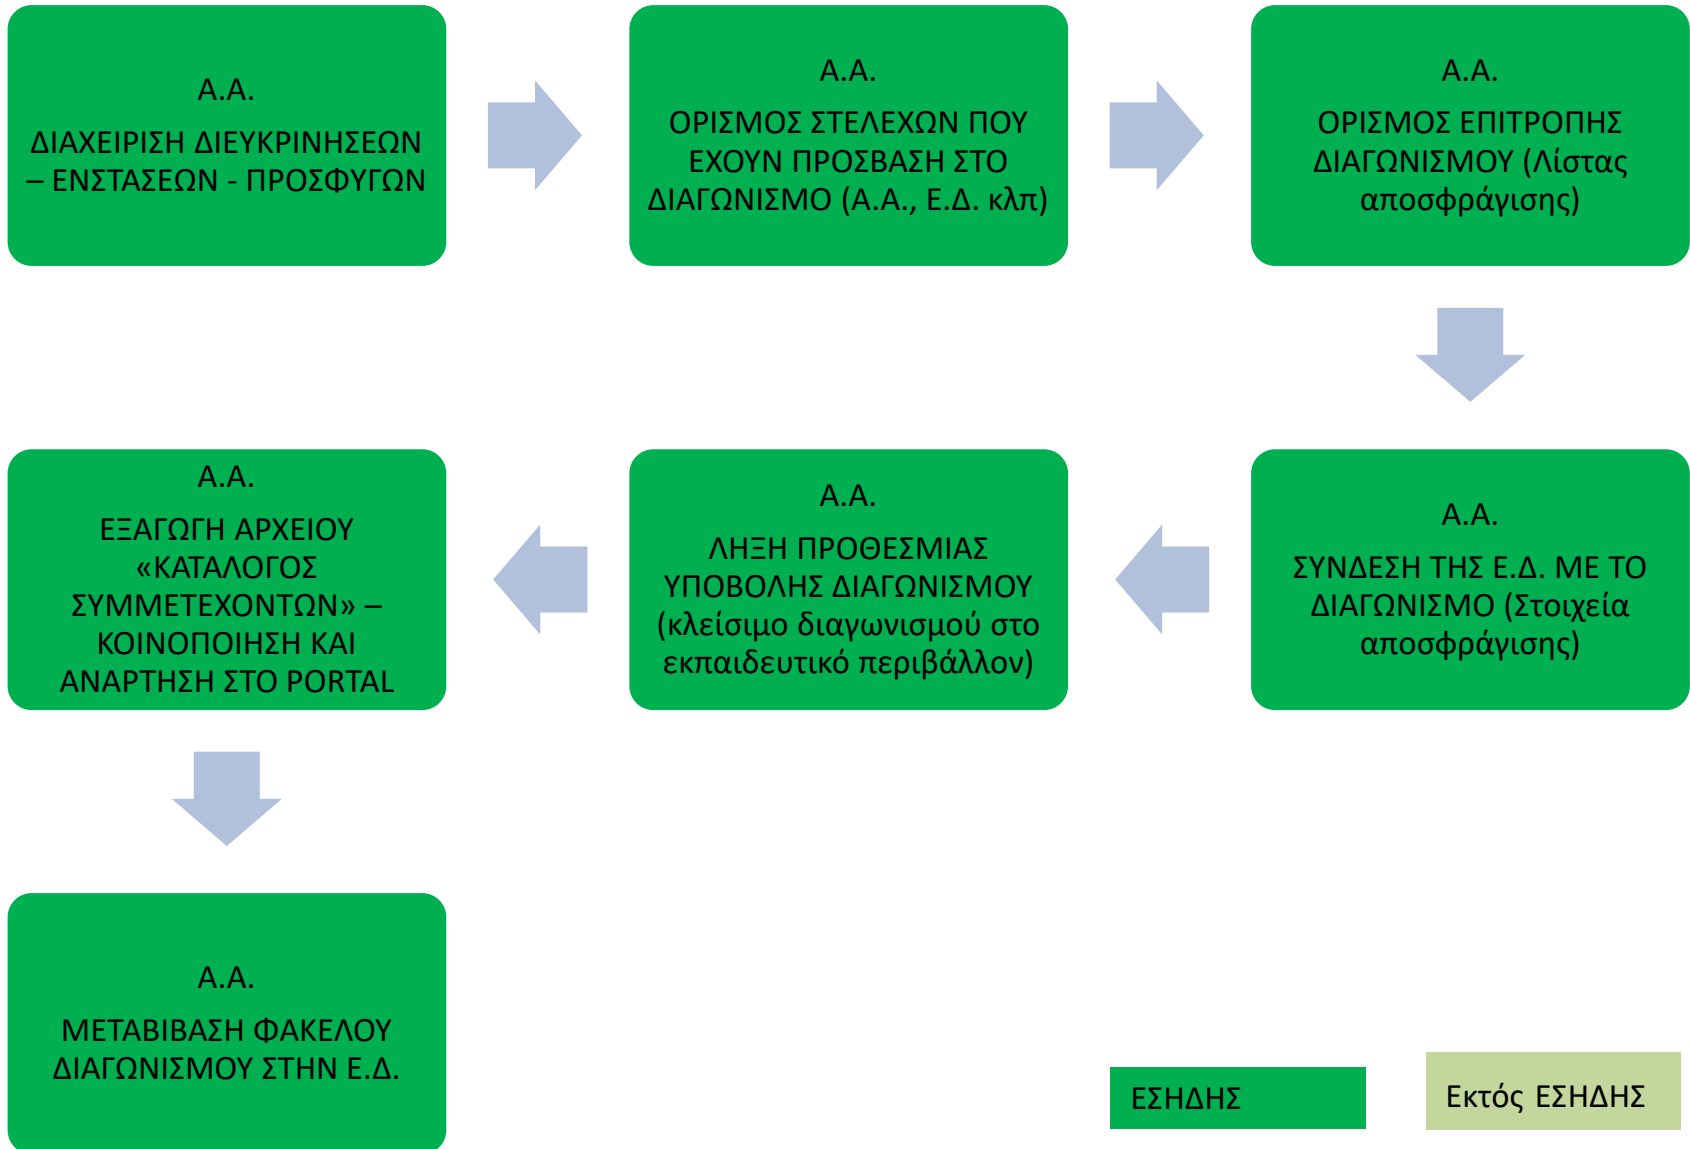 Α.Α.
ΔΙΑΧΕΙΡΙΣΗ ΔΙΕΥΚΡΙΝΗΣΕΩΝ
– ΕΝΣΤΑΣΕΩΝ - ΠΡΟΣΦΥΓΩΝ
Α.Α.
ΟΡΙΣΜΟΣ ΣΤΕΛΕΧΩΝ ΠΟΥ
ΕΧΟΥΝ ΠΡΟΣΒΑΣΗ ΣΤΟ
ΔΙΑΓΩΝΙΣΜΟ (Α.Α., Ε.Δ. κλπ)
Α.Α.
ΟΡΙΣΜΟΣ ΕΠΙΤΡΟΠΗΣ
ΔΙΑΓΩΝΙΣΜΟΥ (Λίστας
αποσφράγισης)
Α.Α.
ΣΥΝΔΕΣΗ ΤΗΣ Ε.Δ. ΜΕ ΤΟ
ΔΙΑΓΩΝΙΣΜΟ (Στοιχεία
αποσφράγισης)
Α.Α.
ΛΗΞΗ ΠΡΟΘΕΣΜΙΑΣ
ΥΠΟΒΟΛΗΣ ΔΙΑΓΩΝΙΣΜΟΥ
(κλείσιμο διαγωνισμού στο
εκπαιδευτικό περιβάλλον)
Α.Α.
ΕΞΑΓΩΓΗ ΑΡΧΕΙΟΥ
«ΚΑΤΑΛΟΓΟΣ
ΣΥΜΜΕΤΕΧΟΝΤΩΝ» –
ΚΟΙΝΟΠΟΙΗΣΗ ΚΑΙ
ΑΝΑΡΤΗΣΗ ΣΤΟ PORTAL
Α.Α.
ΜΕΤΑΒΙΒΑΣΗ ΦΑΚΕΛΟΥ
ΔΙΑΓΩΝΙΣΜΟΥ ΣΤΗΝ Ε.Δ.
ΕΣΗΔΗΣ
Εκτός ΕΣΗΔΗΣ